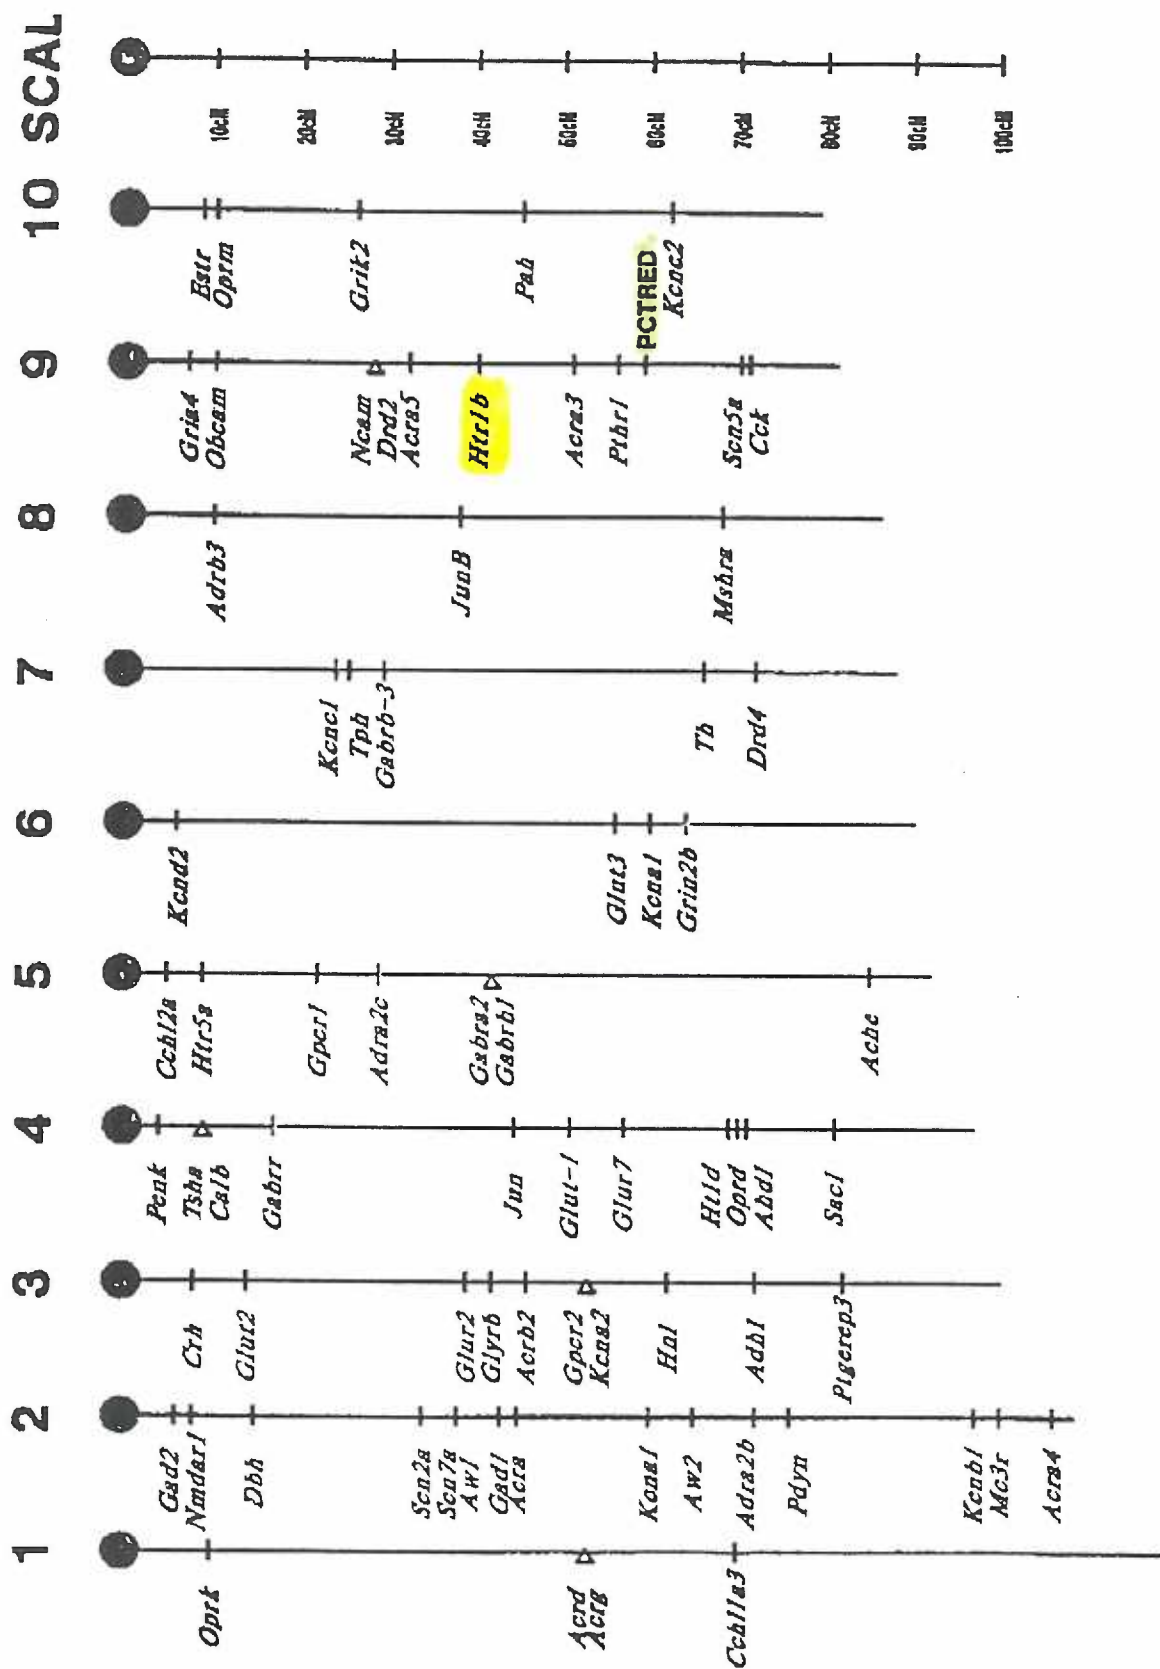 1 2 3 4 5 6 7 8 9 10 SCAL
Oprk
Acrd
Acrg
Cchlla3
Gad2
Nmdar1
Dbh
Scn2a
Scn7a
Aw1
Gad1
Acra
Kcna1
Aw2
Adra2b
Pdyn
Kcnb1
Mc3r
Acra4
Crh
Glut2
Glur2
Glyrb
Acrb2
Gpcr2
Kcna2
Hnl
Adh1
Ptgerep3
Penk
Tsha
Calb
Gabrr
Jun
Glut-1
Glur7
Ht1d
Oprd
Ahd1
Sac1
Cchl2a
Htr5a
Gpcr1
Adra2c
Gabra2
Gabrb1
Ache
Kcnd2
Glut3
Kcna1
Grin2b
Kcnc1
Tph
Gabrb-3
Th
Drd4
Adrb3
JunB
Mshra
Gria4
Obcam
Ncam
Drd2
Acra5
Htr1b
Acra3
Pthr1
PCTRED
Scn5a
Cck
Estr
Oprm
Grik2
Pah
Kcnc2
10cM
20cM
30cM
40cM
50cM
60cM
70cM
80cM
90cM
100cM